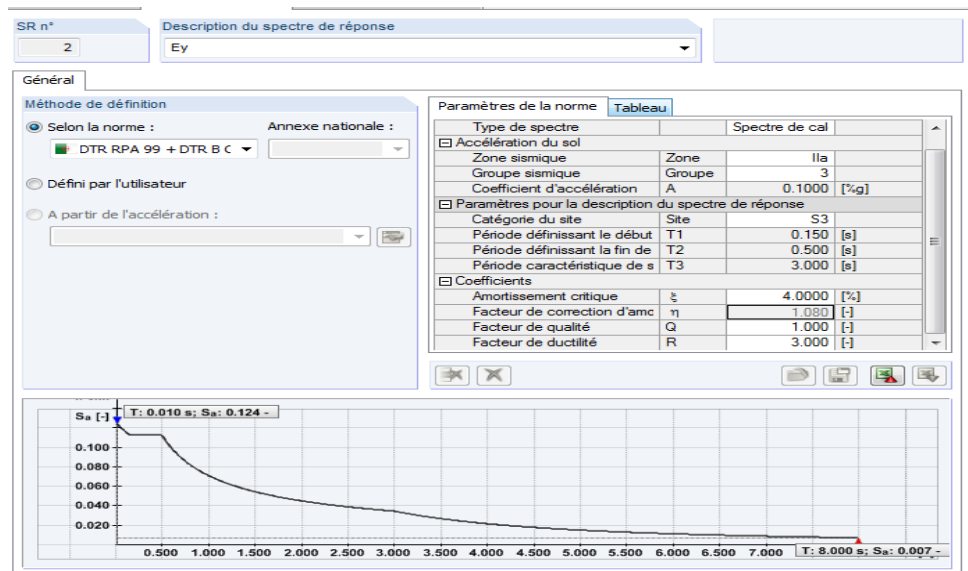 SR n° Description du spectre de réponse
2 Ey
Général
Méthode de définition
Selon la norme : Annexe nationale :
DTR RPA 99 + DTR B C
Défini par l'utilisateur
A partir de l'accélération :
Paramètres de la norme Tableau
Type de spectre Spectre de cal
Accélération du sol
Zone sismique Zone IIa
Groupe sismique Groupe 3
Coefficient d'accélération A 0.1000 [%g]
Paramètres pour la description du spectre de réponse
Catégorie du site Site S3
Période définissant le début T1 0.150 [s]
Période définissant la fin de T2 0.500 [s]
Période caractéristique de s T3 3.000 [s]
Coefficients
Amortissement critique ξ 4.0000 [%]
Facteur de correction d'amc η 1.080 [-]
Facteur de qualité Q 1.000 [-]
Facteur de ductilité R 3.000 [-]
Sa [-] T: 0.010 s; Sa: 0.124 -
0.100
0.080
0.060
0.040
0.020
0.500 1.000 1.500 2.000 2.500 3.000 3.500 4.000 4.500 5.000 5.500 6.000 6.500 7.000 T: 8.000 s; Sa: 0.007 -